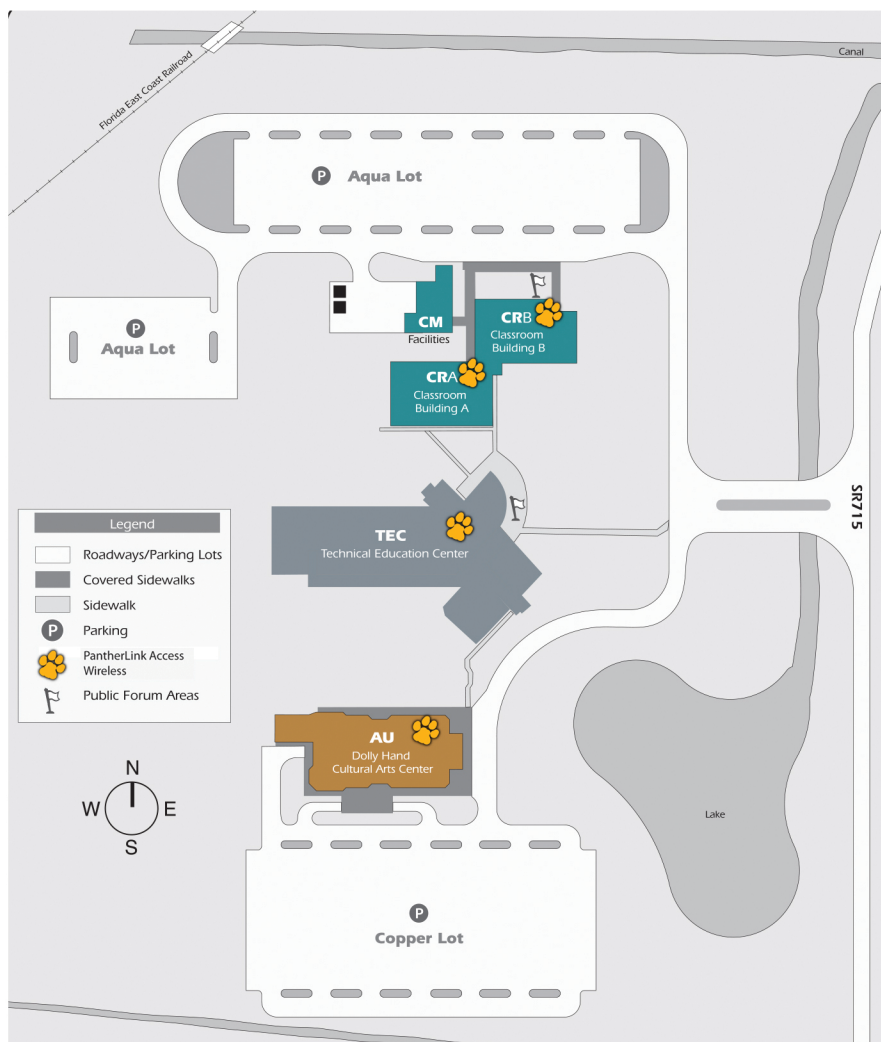 Canal
Florida East Coast Railroad
P Aqua Lot
P
Aqua Lot
CM
Facilities
CRB
Classroom
Building B
CRA
Classroom
Building A
SR715
Legend
Roadways/Parking Lots
Covered Sidewalks
Sidewalk
P Parking
PantherLink Access
Wireless
Public Forum Areas
TEC
Technical Education Center
AU
Dolly Hand
Cultural Arts Center
N
W E
S
Lake
P
Copper Lot